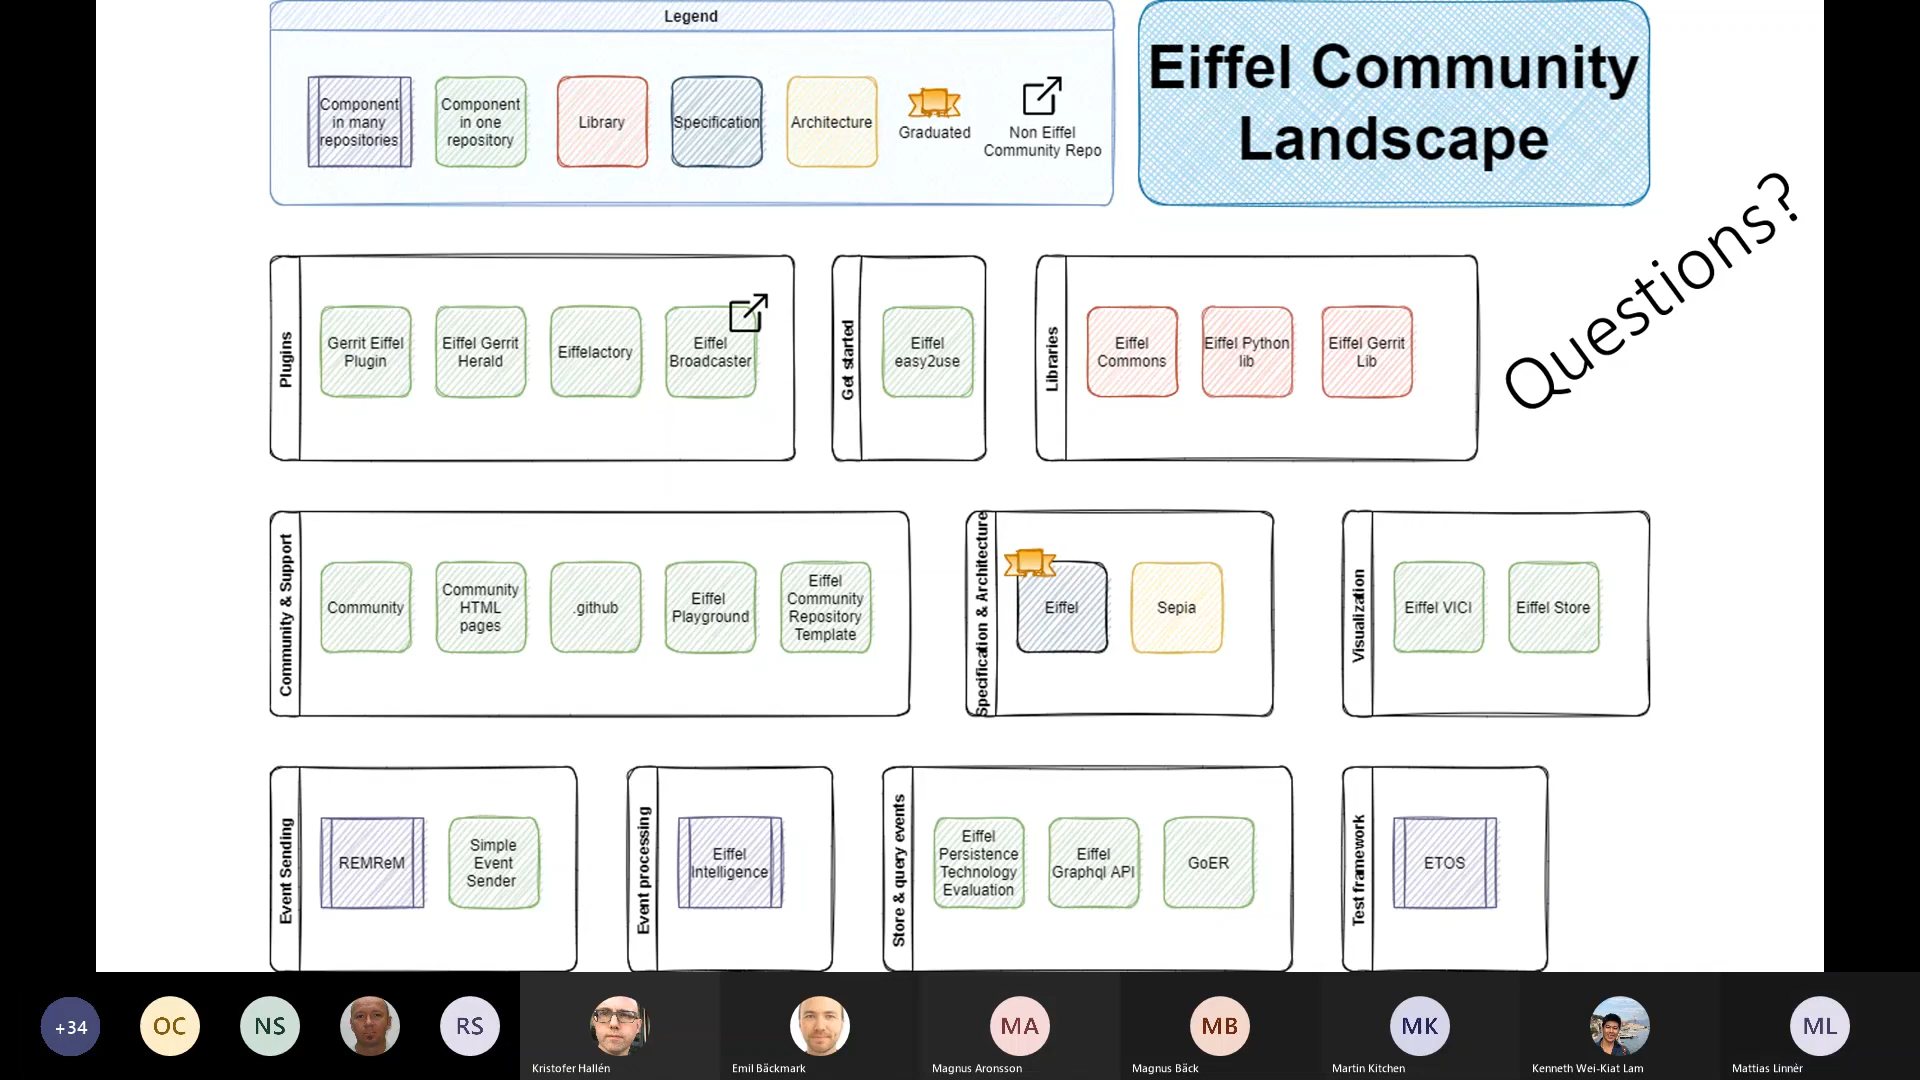 Legend
Component
in many
repositories
Component
in one
repository
Library
Specification
Architecture
Graduated
Non Eiffel
Community Repo
Eiffel Community
Landscape
Questions?
Plugins
Gerrit Eiffel
Plugin
Eiffel Gerrit
Herald
Eiffelactory
Eiffel
Broadcaster
Get started
Eiffel
easy2use
Libraries
Eiffel
Commons
Eiffel Python
lib
Eiffel Gerrit
Lib
Community & Support
Community
Community
HTML
pages
.github
Eiffel
Playground
Eiffel
Community
Repository
Template
Specification & Architecture
Eiffel
Sepia
Visualization
Eiffel VICI
Eiffel Store
Event Sending
REMReM
Simple
Event
Sender
Event processing
Eiffel
Intelligence
Store & query events
Eiffel
Persistence
Technology
Evaluation
Eiffel
Graphql API
GoER
Test framework
ETOS
+34
OC
NS
RS
Kristofer Hallén
Emil Bäckmark
MA
Magnus Aronsson
MB
Magnus Bäck
MK
Martin Kitchen
Kenneth Wei-Kiat Lam
ML
Mattias Linnér